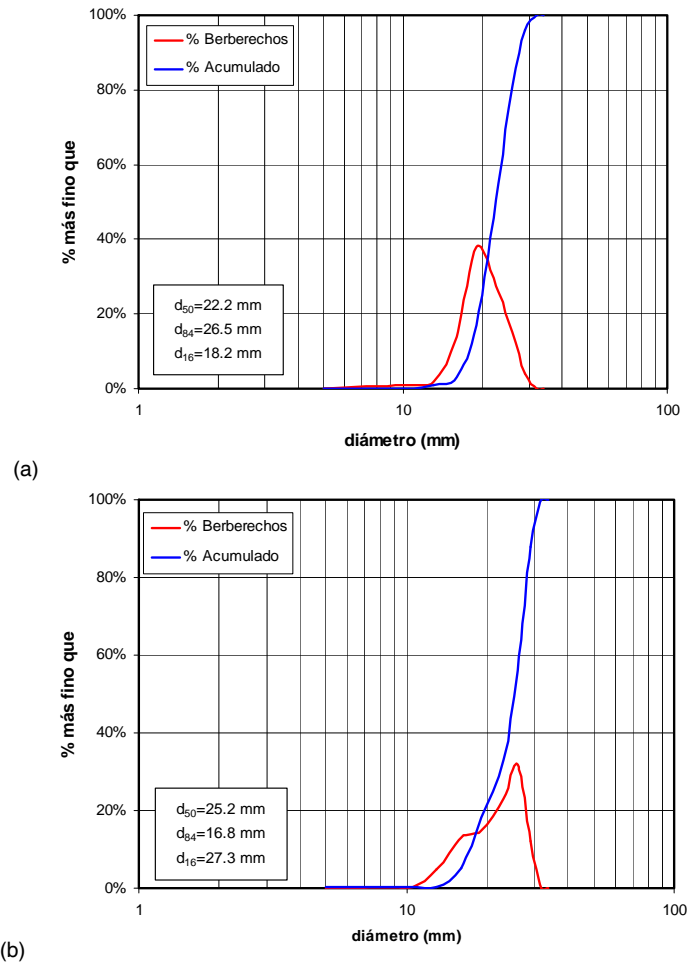 100%
80%
60%
40%
20%
0%
% más fino que
% Berberechos
% Acumulado
d50=22.2 mm
d84=26.5 mm
d16=18.2 mm
1 10 100
diámetro (mm)
(a)
100%
80%
60%
40%
20%
0%
% más fino que
% Berberechos
% Acumulado
d50=25.2 mm
d84=16.8 mm
d16=27.3 mm
1 10 100
diámetro (mm)
(b)